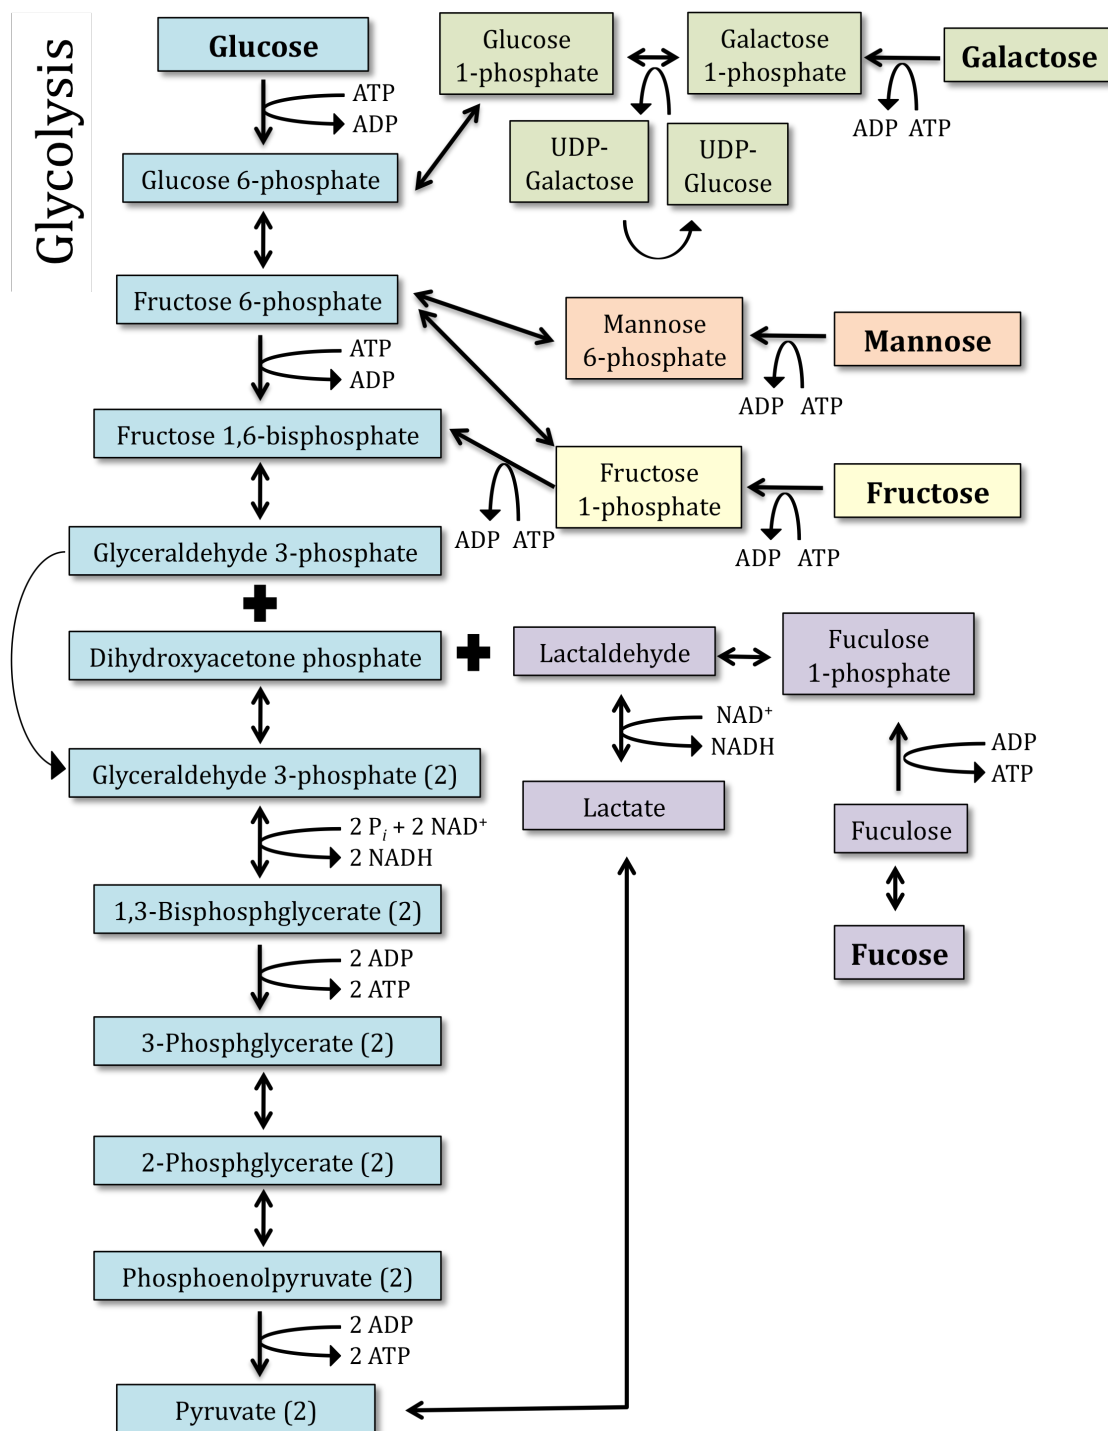 Glycolysis
Glucose
ATP
ADP
Glucose 6-phosphate
Fructose 6-phosphate
ATP
ADP
Fructose 1,6-bisphosphate
Glyceraldehyde 3-phosphate
Dihydroxyacetone phosphate
Glyceraldehyde 3-phosphate (2)
2 Pi + 2 NAD+
2 NADH
1,3-Bisphosphglycerate (2)
2 ADP
2 ATP
3-Phosphglycerate (2)
2-Phosphglycerate (2)
Phosphoenolpyruvate (2)
2 ADP
2 ATP
Pyruvate (2)
Glucose
1-phosphate
Galactose
1-phosphate
Galactose
ADP ATP
UDP-
Galactose
UDP-
Glucose
Mannose
6-phosphate
Mannose
ADP ATP
Fructose
1-phosphate
Fructose
ADP ATP
ADP ATP
Lactaldehyde
Fuculose
1-phosphate
NAD+
NADH
Lactate
ADP
ATP
Fuculose
Fucose